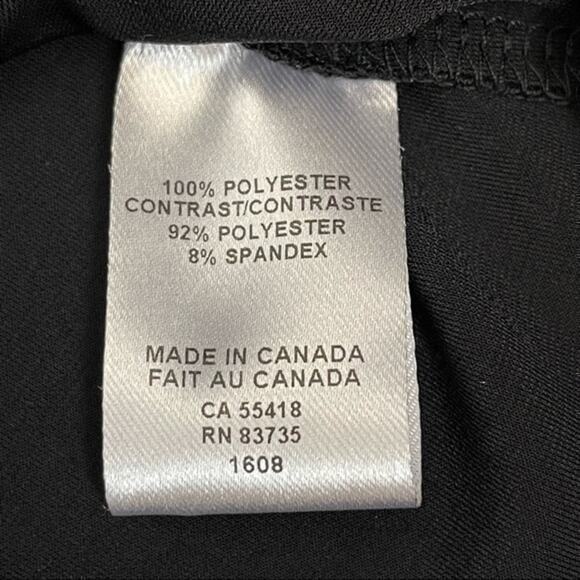 100% POLYESTER
CONTRAST/CONTRASTE
92% POLYESTER
8% SPANDEX
MADE IN CANADA
FAIT AU CANADA
CA 55418
RN 83735
1608